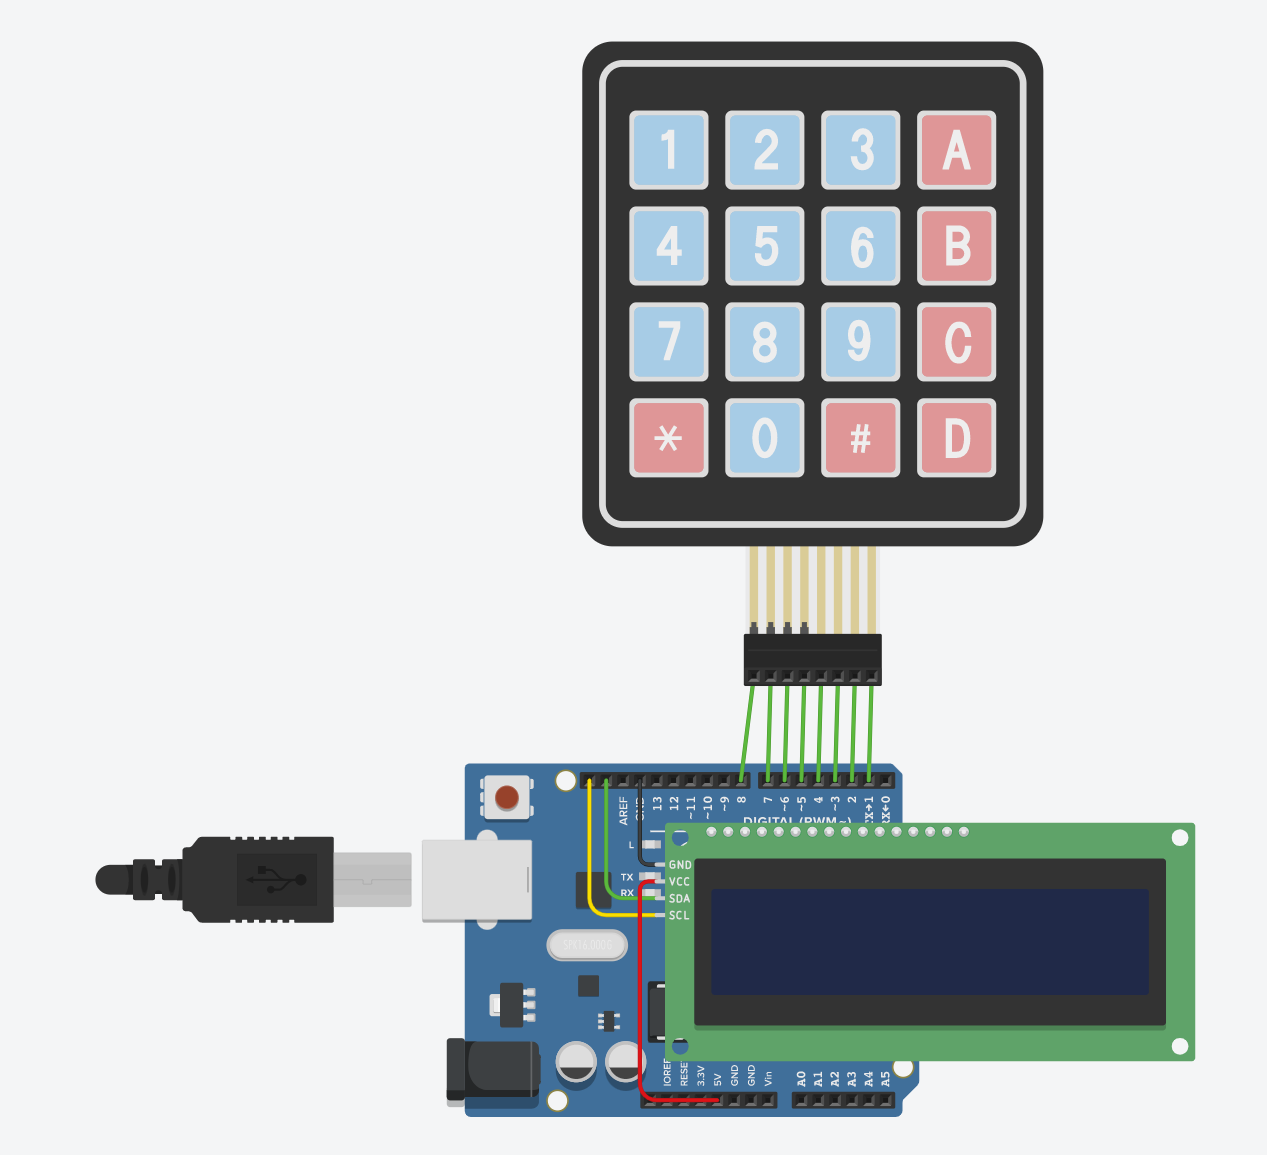 1 2 3 A
4 5 6 B
7 8 9 C
* 0 # D
AREF
GND
13
12
~11
~10
~9
8
7
~6
~5
4
~3
2
TX→1
RX←0
DIGITAL (PWM~)
L
TX
RX
GND
VCC
SDA
SCL
SPK16.000G
IOREF
RESET
3.3V
5V
GND
GND
Vin
A0
A1
A2
A3
A4
A5